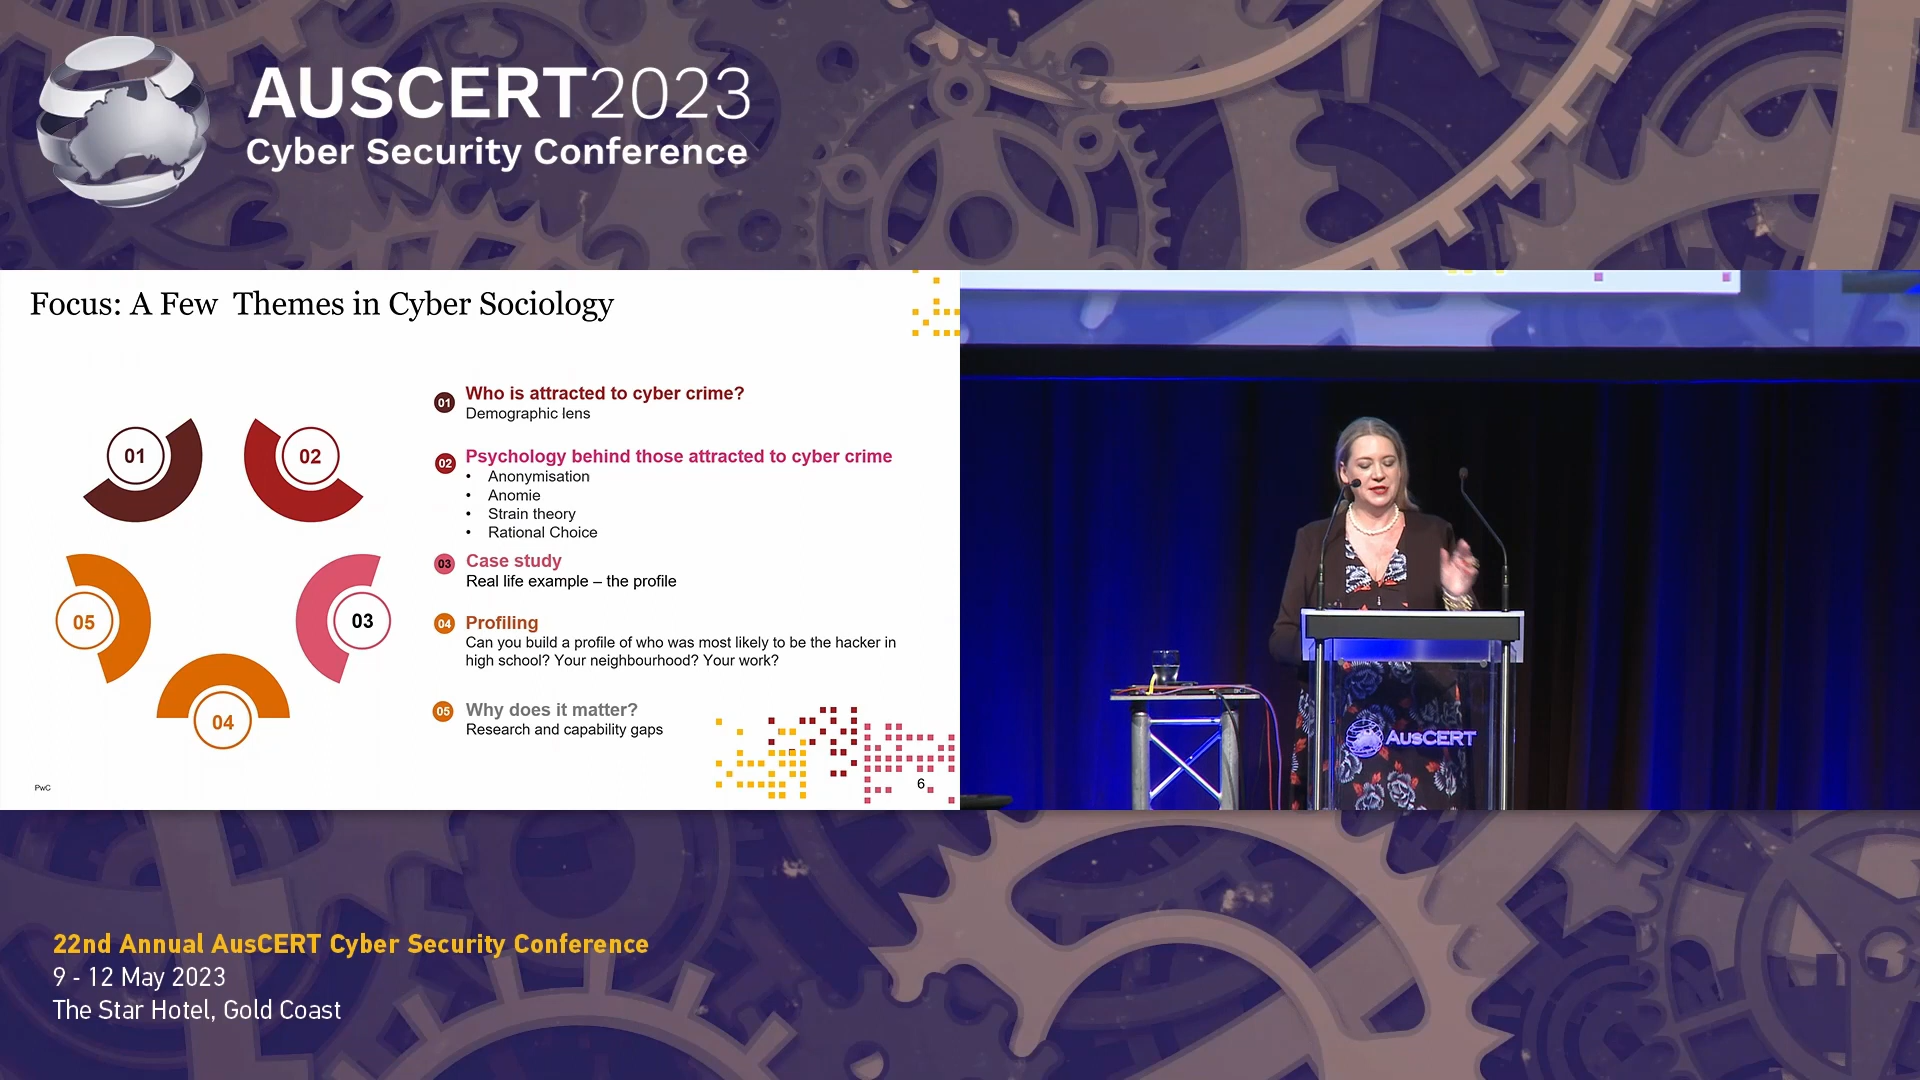 AUSCERT2023
Cyber Security Conference
Focus: A Few  Themes in Cyber Sociology
01
02
03
04
05
01 Who is attracted to cyber crime?
Demographic lens
02 Psychology behind those attracted to cyber crime
• Anonymisation
• Anomie
• Strain theory
• Rational Choice
03 Case study
Real life example – the profile
04 Profiling
Can you build a profile of who was most likely to be the hacker in
high school? Your neighbourhood? Your work?
05 Why does it matter?
Research and capability gaps
PwC
6
AUSCERT
22nd Annual AusCERT Cyber Security Conference
9 - 12 May 2023
The Star Hotel, Gold Coast